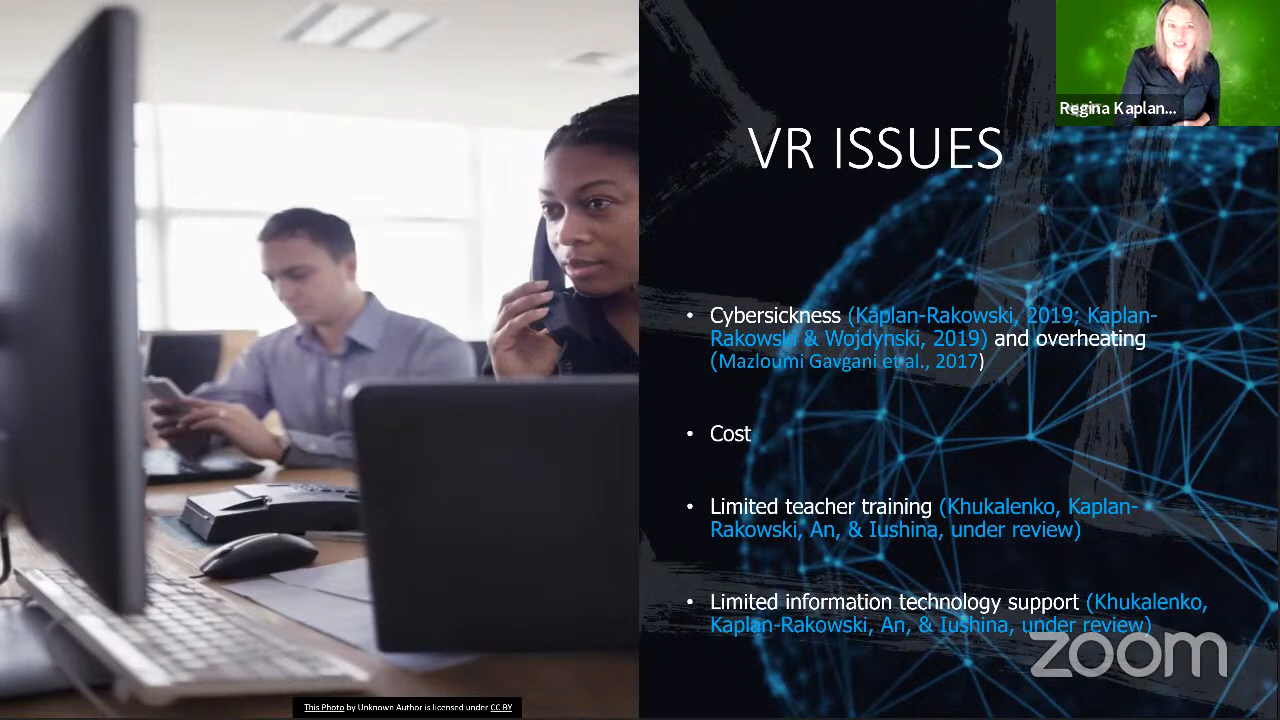 Regina Kaplan...
VR ISSUES
• Cybersickness (Kaplan-Rakowski, 2019; Kaplan-
Rakowski & Wojdynski, 2019) and overheating
(Mazloumi Gavgani et al., 2017)
• Cost
• Limited teacher training (Khukalenko, Kaplan-
Rakowski, An, & Iushina, under review)
• Limited information technology support (Khukalenko,
Kaplan-Rakowski, An, & Iushina, under review)
zoom
This Photo by Unknown Author is licensed under CC BY